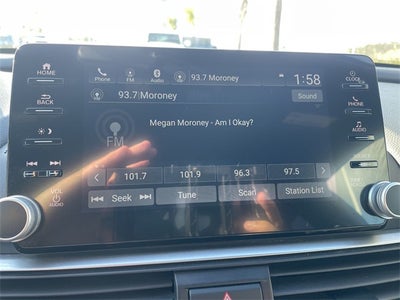 HOME
Phone FM Audio 93.7 Moroney 1:58
CLOCK
93.7 Moroney Sound
BACK
PHONE
Megan Moroney - Am I Okay?
AUDIO
FM
101.7 101.9 96.3 97.5
VOL
AUDIO
Seek Tune Scan Station List